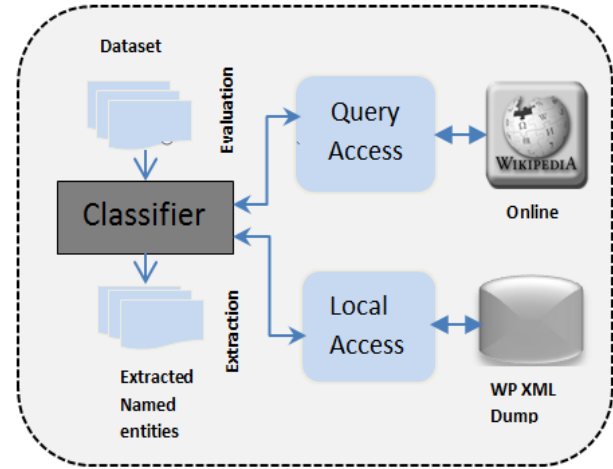 Dataset
Evaluation
Query
Access
WIKIPEDIA
Online
Classifier
Extraction
Local
Access
Extracted
Named
entities
WP XML
Dump